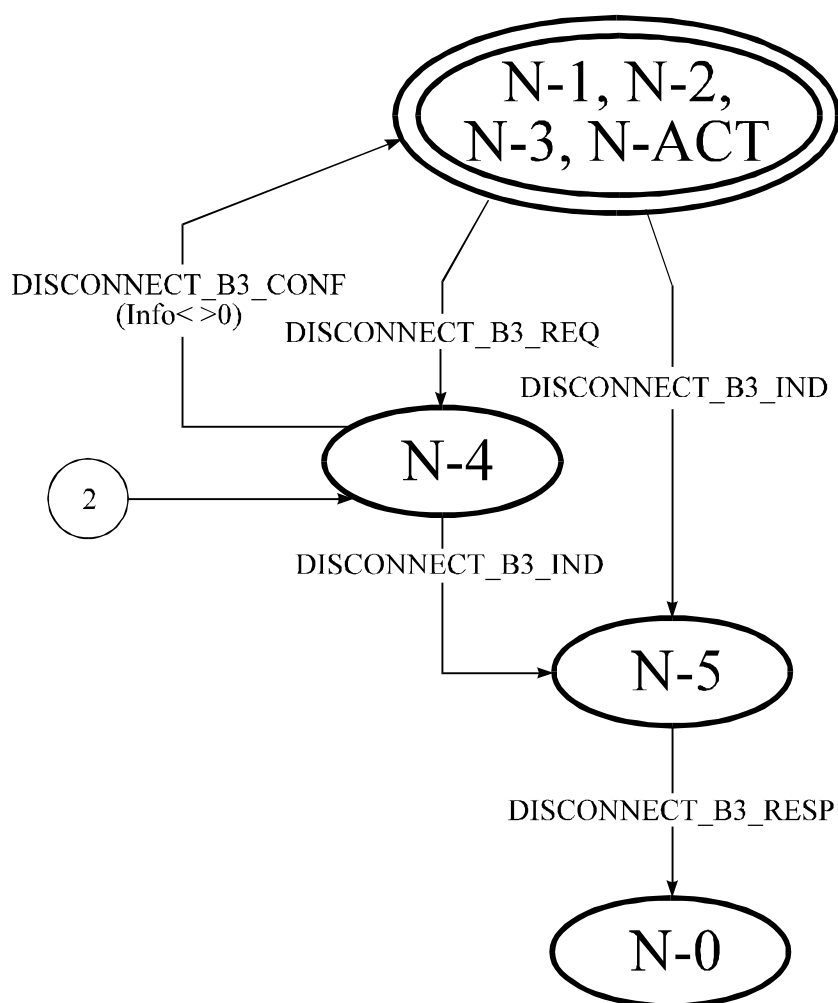 N-1, N-2,
N-3, N-ACT
DISCONNECT_B3_CONF
(Info< >0)
DISCONNECT_B3_REQ
DISCONNECT_B3_IND
N-4
2
DISCONNECT_B3_IND
N-5
DISCONNECT_B3_RESP
N-0